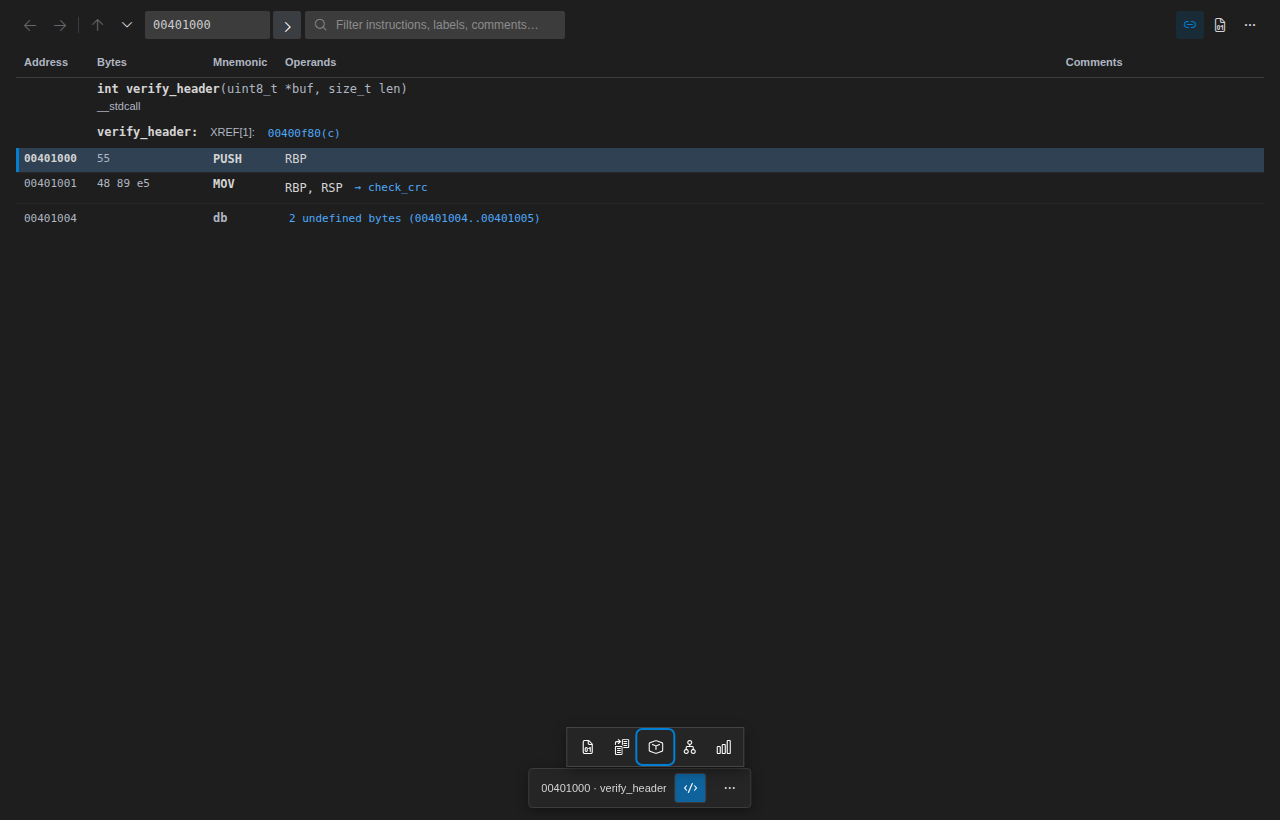 00401000 Filter instructions, labels, comments…
Address Bytes Mnemonic Operands Comments
int verify_header(uint8_t *buf, size_t len)
__stdcall
verify_header: XREF[1]: 00400f80(c)
00401000 55 PUSH RBP
00401001 48 89 e5 MOV RBP, RSP → check_crc
00401004 db 2 undefined bytes (00401004..00401005)
00401000 · verify_header